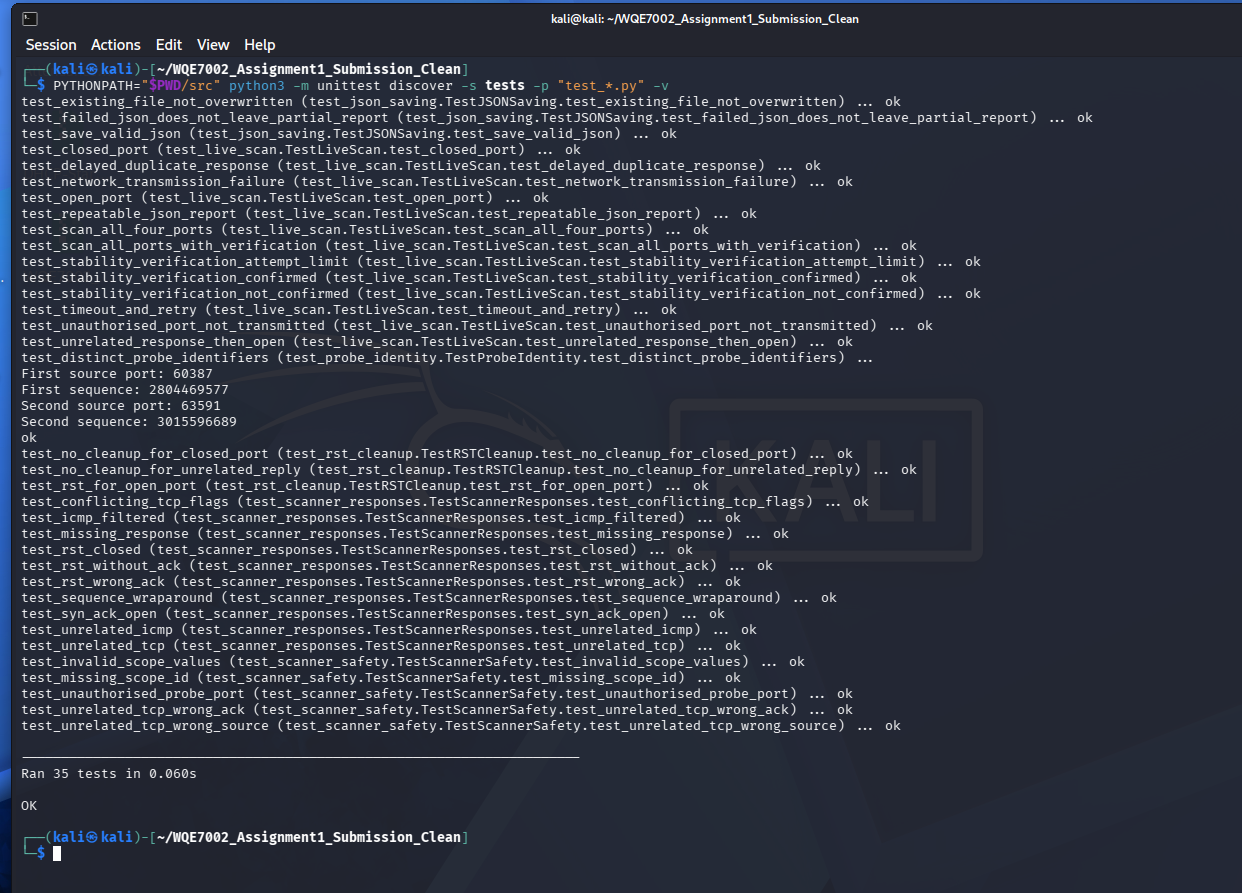 kali@kali: ~/WQE7002_Assignment1_Submission_Clean
Session Actions Edit View Help
┌──(kali㉿kali)-[~/WQE7002_Assignment1_Submission_Clean]
└─$ PYTHONPATH="$PWD/src" python3 -m unittest discover -s tests -p "test_*.py" -v
test_existing_file_not_overwritten (test_json_saving.TestJSONSaving.test_existing_file_not_overwritten) ... ok
test_failed_json_does_not_leave_partial_report (test_json_saving.TestJSONSaving.test_failed_json_does_not_leave_partial_report) ... ok
test_save_valid_json (test_json_saving.TestJSONSaving.test_save_valid_json) ... ok
test_closed_port (test_live_scan.TestLiveScan.test_closed_port) ... ok
test_delayed_duplicate_response (test_live_scan.TestLiveScan.test_delayed_duplicate_response) ... ok
test_network_transmission_failure (test_live_scan.TestLiveScan.test_network_transmission_failure) ... ok
test_open_port (test_live_scan.TestLiveScan.test_open_port) ... ok
test_repeatable_json_report (test_live_scan.TestLiveScan.test_repeatable_json_report) ... ok
test_scan_all_four_ports (test_live_scan.TestLiveScan.test_scan_all_four_ports) ... ok
test_scan_all_ports_with_verification (test_live_scan.TestLiveScan.test_scan_all_ports_with_verification) ... ok
test_stability_verification_attempt_limit (test_live_scan.TestLiveScan.test_stability_verification_attempt_limit) ... ok
test_stability_verification_confirmed (test_live_scan.TestLiveScan.test_stability_verification_confirmed) ... ok
test_stability_verification_not_confirmed (test_live_scan.TestLiveScan.test_stability_verification_not_confirmed) ... ok
test_timeout_and_retry (test_live_scan.TestLiveScan.test_timeout_and_retry) ... ok
test_unauthorised_port_not_transmitted (test_live_scan.TestLiveScan.test_unauthorised_port_not_transmitted) ... ok
test_unrelated_response_then_open (test_live_scan.TestLiveScan.test_unrelated_response_then_open) ... ok
test_distinct_probe_identifiers (test_probe_identity.TestProbeIdentity.test_distinct_probe_identifiers) ...
First source port: 60387
First sequence: 2804469577
Second source port: 63591
Second sequence: 3015596689
ok
test_no_cleanup_for_closed_port (test_rst_cleanup.TestRSTCleanup.test_no_cleanup_for_closed_port) ... ok
test_no_cleanup_for_unrelated_reply (test_rst_cleanup.TestRSTCleanup.test_no_cleanup_for_unrelated_reply) ... ok
test_rst_for_open_port (test_rst_cleanup.TestRSTCleanup.test_rst_for_open_port) ... ok
test_conflicting_tcp_flags (test_scanner_responses.TestScannerResponses.test_conflicting_tcp_flags) ... ok
test_icmp_filtered (test_scanner_responses.TestScannerResponses.test_icmp_filtered) ... ok
test_missing_response (test_scanner_responses.TestScannerResponses.test_missing_response) ... ok
test_rst_closed (test_scanner_responses.TestScannerResponses.test_rst_closed) ... ok
test_rst_without_ack (test_scanner_responses.TestScannerResponses.test_rst_without_ack) ... ok
test_rst_wrong_ack (test_scanner_responses.TestScannerResponses.test_rst_wrong_ack) ... ok
test_sequence_wraparound (test_scanner_responses.TestScannerResponses.test_sequence_wraparound) ... ok
test_syn_ack_open (test_scanner_responses.TestScannerResponses.test_syn_ack_open) ... ok
test_unrelated_icmp (test_scanner_responses.TestScannerResponses.test_unrelated_icmp) ... ok
test_unrelated_tcp (test_scanner_responses.TestScannerResponses.test_unrelated_tcp) ... ok
test_invalid_scope_values (test_scanner_safety.TestScannerSafety.test_invalid_scope_values) ... ok
test_missing_scope_id (test_scanner_safety.TestScannerSafety.test_missing_scope_id) ... ok
test_unauthorised_probe_port (test_scanner_safety.TestScannerSafety.test_unauthorised_probe_port) ... ok
test_unrelated_tcp_wrong_ack (test_scanner_safety.TestScannerSafety.test_unrelated_tcp_wrong_ack) ... ok
test_unrelated_tcp_wrong_source (test_scanner_safety.TestScannerSafety.test_unrelated_tcp_wrong_source) ... ok
----------------------------------------------------------------------
Ran 35 tests in 0.060s
OK
┌──(kali㉿kali)-[~/WQE7002_Assignment1_Submission_Clean]
└─$
KALI